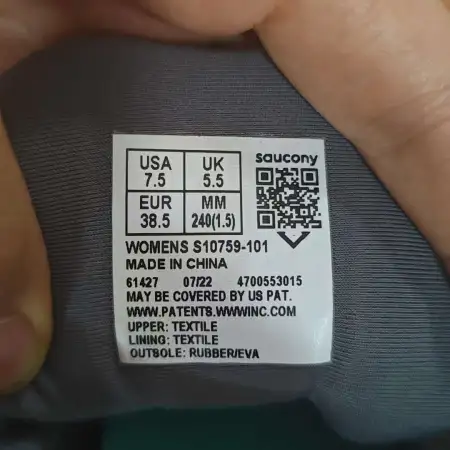 saucony
USA UK
7.5 5.5
EUR MM
38.5 240(1.5)
WOMENS S10759-101
MADE IN CHINA
61427 07/22 4700553015
MAY BE COVERED BY US PAT.
WWW.PATENTS.WWWINC.COM
UPPER: TEXTILE
LINING: TEXTILE
OUTSOLE: RUBBER/EVA